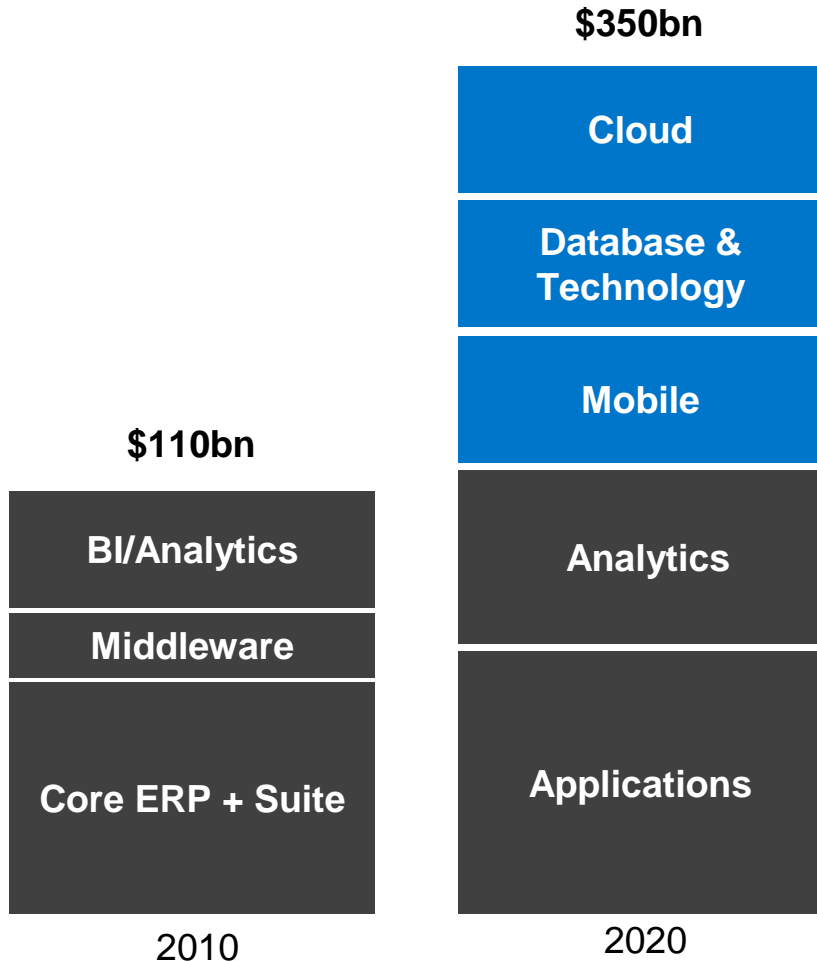 $350bn
Cloud
Database &
Technology
Mobile
Analytics
Applications
2020
$110bn
BI/Analytics
Middleware
Core ERP + Suite
2010